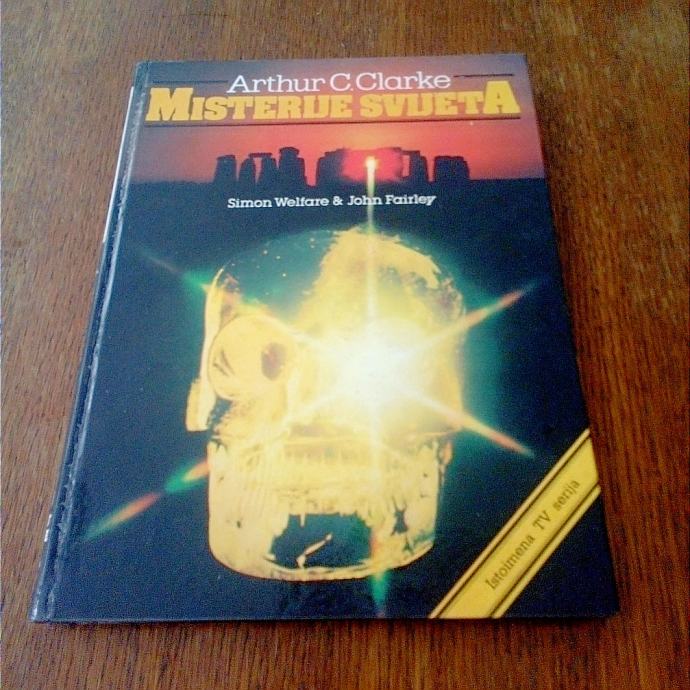 Arthur C. Clarke
MISTERIJE SVIJETA
Simon Welfare & John Fairley
Istoimena TV serija